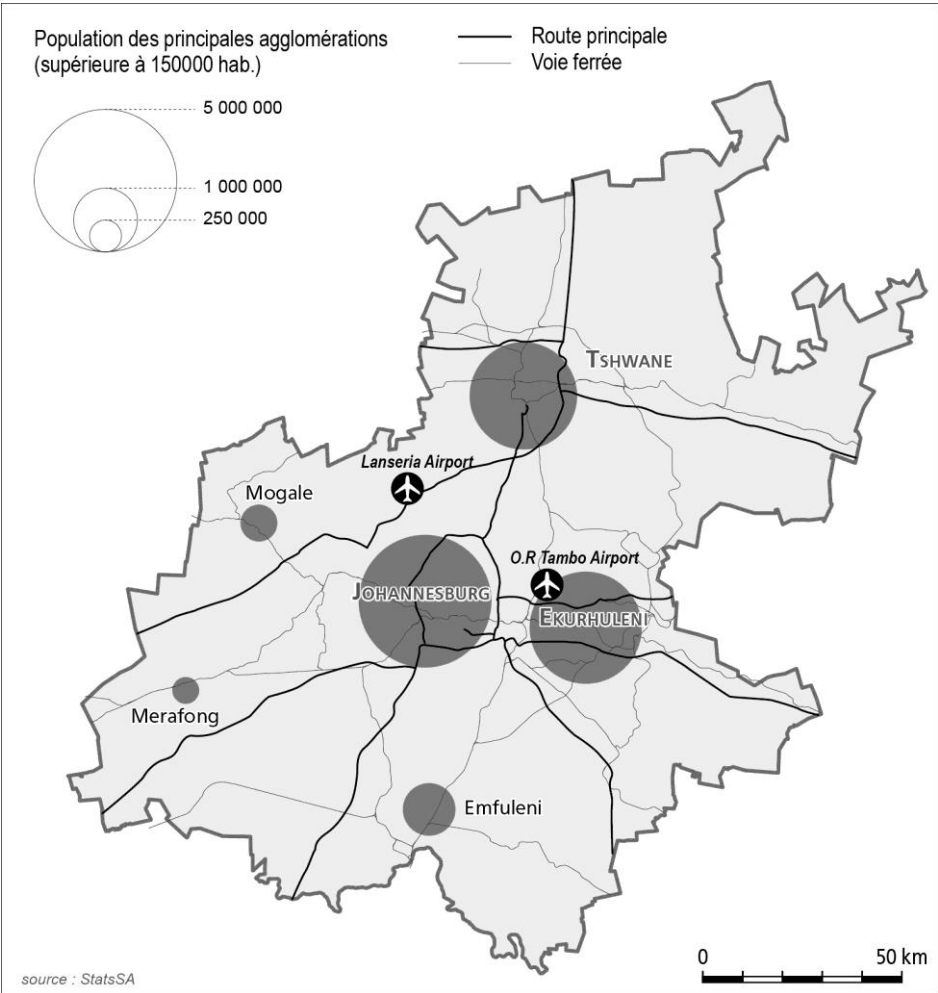 Population des principales agglomérations
(supérieure à 150000 hab.)
Route principale
Voie ferrée
5 000 000
1 000 000
250 000
TSHWANE
Lanseria Airport
Mogale
O.R Tambo Airport
JOHANNESBURG
EKURHULENI
Merafong
Emfuleni
0 50 km
source : StatsSA